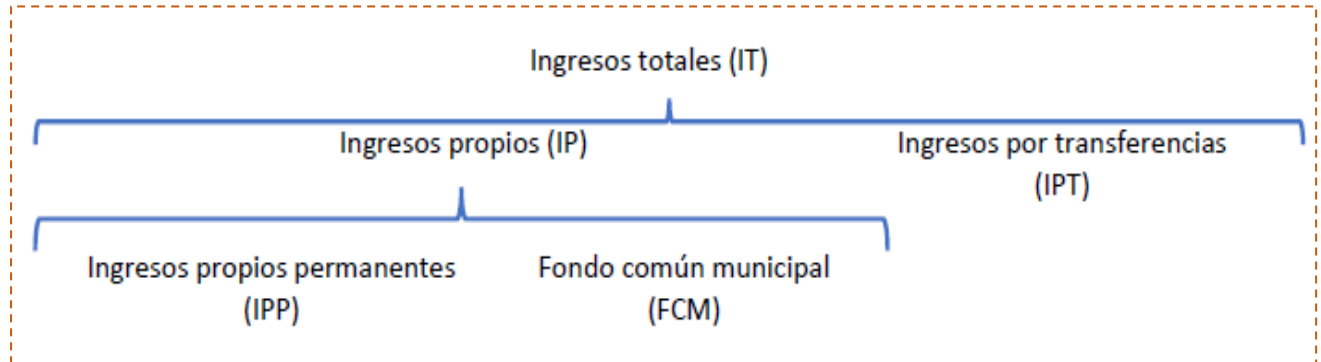 Ingresos totales (IT)
Ingresos propios (IP)
Ingresos por transferencias
(IPT)
Ingresos propios permanentes
(IPP)
Fondo común municipal
(FCM)